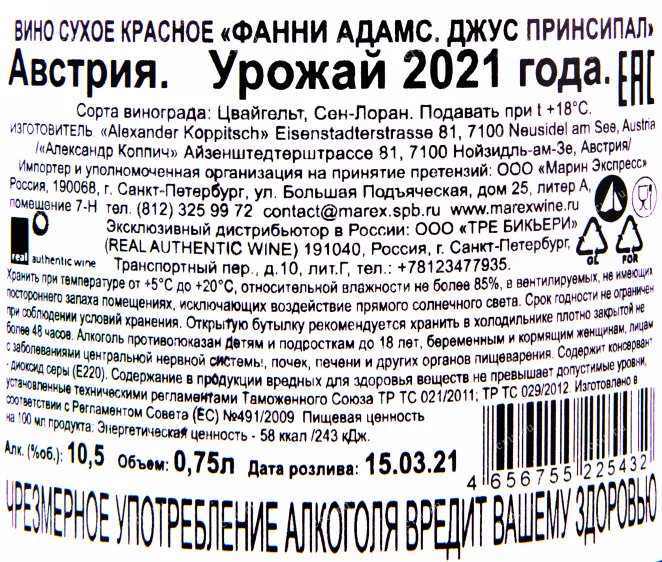 ВИНО СУХОЕ КРАСНОЕ «ФАННИ АДАМС. ДЖУС ПРИНСИПАЛ»
Австрия. Урожай 2021 года. EAC
Сорта винограда: Цвайгельт, Сен-Лоран. Подавать при t +18°C.
ИЗГОТОВИТЕЛЬ «Alexander Koppitsch» Eisenstadterstrasse 81, 7100 Neusidel am See, Austria
/«Александр Коппич» Айзенштедтерштрассе 81, 7100 Нойзидль-ам-Зе, Австрия/
Импортер и уполномоченная организация на принятие претензий: ООО «Марин Экспресс»
Россия, 190068, г. Санкт-Петербург, ул. Большая Подъяческая, дом 25, литер А,
помещение 7-Н тел. (812) 325 99 72 contact@marex.spb.ru www.marexwine.ru
Эксклюзивный дистрибьютор в России: ООО «ТРЕ БИКЬЕРИ»
(REAL AUTHENTIC WINE) 191040, Россия, г. Санкт-Петербург,
real authentic wine
GL FOR
Транспортный пер., д.10, лит.Г, тел.: +78123477935.
Хранить при температуре от +5°C до +20°C, относительной влажности не более 85%, в вентилируемых, не имеющих
постороннего запаха помещениях, исключающих воздействие прямого солнечного света. Срок годности не ограничен
при соблюдении условий хранения. Открытую бутылку рекомендуется хранить в холодильнике плотно закрытой не
более 48 часов. Алкоголь противопоказан детям и подросткам до 18 лет, беременным и кормящим женщинам, лицам
с заболеваниями центральной нервной системы, почек, печени и других органов пищеварения. Содержит консервант
- диоксид серы (Е220). Содержание в продукции вредных для здоровья веществ не превышает допустимые уровни,
установленные техническими регламентами Таможенного Союза ТР ТС 021/2011; ТР ТС 029/2012. Изготовлено в
соответствии с Регламентом Совета (ЕС) №491/2009 Пищевая ценность
на 100 мл продукта: Энергетическая ценность - 58 ккал /243 кДж.
Алк. (%об.): 10,5 Объем: 0,75л Дата розлива: 15.03.21
4 656755 225432
ЧРЕЗМЕРНОЕ УПОТРЕБЛЕНИЕ АЛКОГОЛЯ ВРЕДИТ ВАШЕМУ ЗДОРОВЬЮ